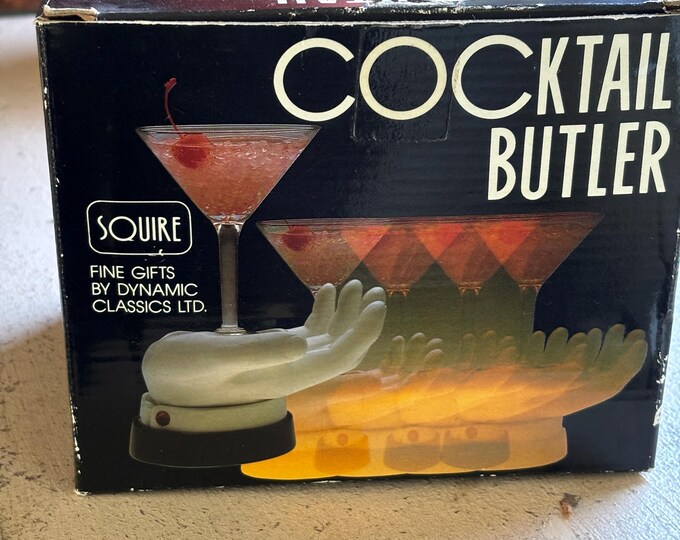 COCKTAIL
BUTLER
SQUIRE
FINE GIFTS
BY DYNAMIC
CLASSICS LTD.